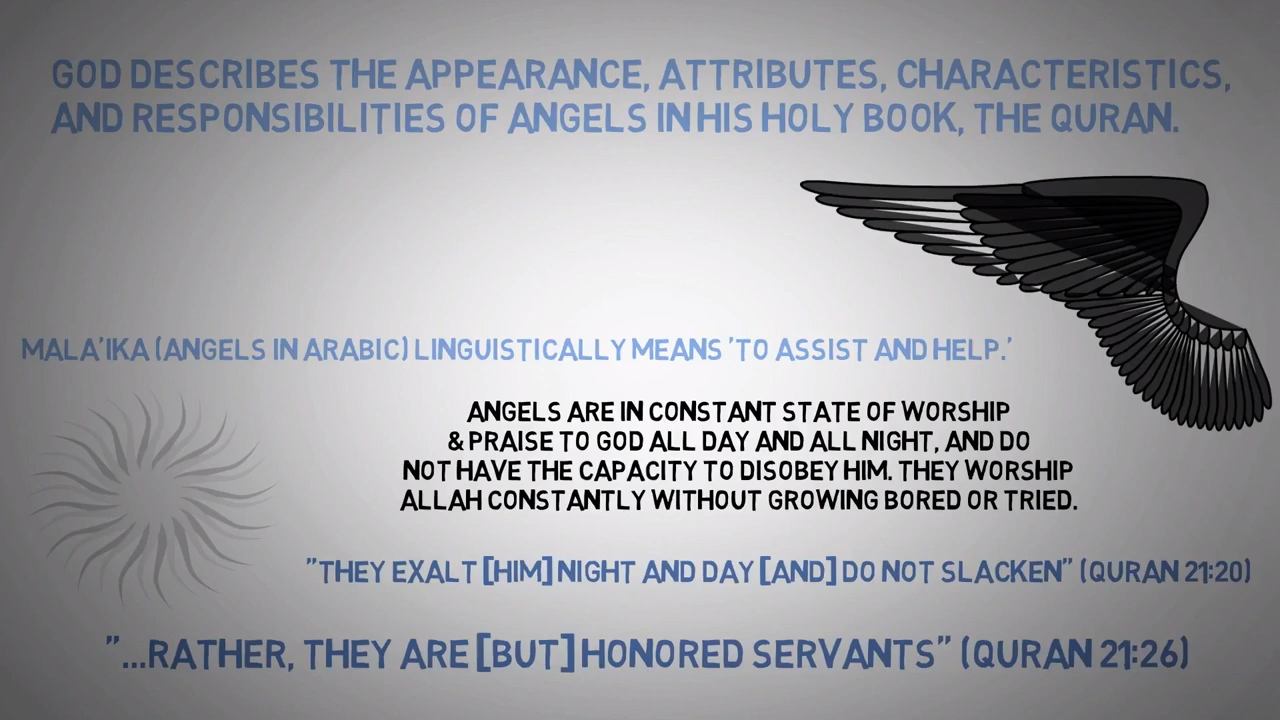 GOD DESCRIBES THE APPEARANCE, ATTRIBUTES, CHARACTERISTICS,
AND RESPONSIBILITIES OF ANGELS IN HIS HOLY BOOK, THE QURAN.
MALA'IKA (ANGELS IN ARABIC) LINGUISTICALLY MEANS 'TO ASSIST AND HELP.'
ANGELS ARE IN CONSTANT STATE OF WORSHIP
& PRAISE TO GOD ALL DAY AND ALL NIGHT, AND DO
NOT HAVE THE CAPACITY TO DISOBEY HIM. THEY WORSHIP
ALLAH CONSTANTLY WITHOUT GROWING BORED OR TRIED.
"THEY EXALT [HIM] NIGHT AND DAY [AND] DO NOT SLACKEN" (QURAN 21:20)
"...RATHER, THEY ARE [BUT] HONORED SERVANTS" (QURAN 21:26)